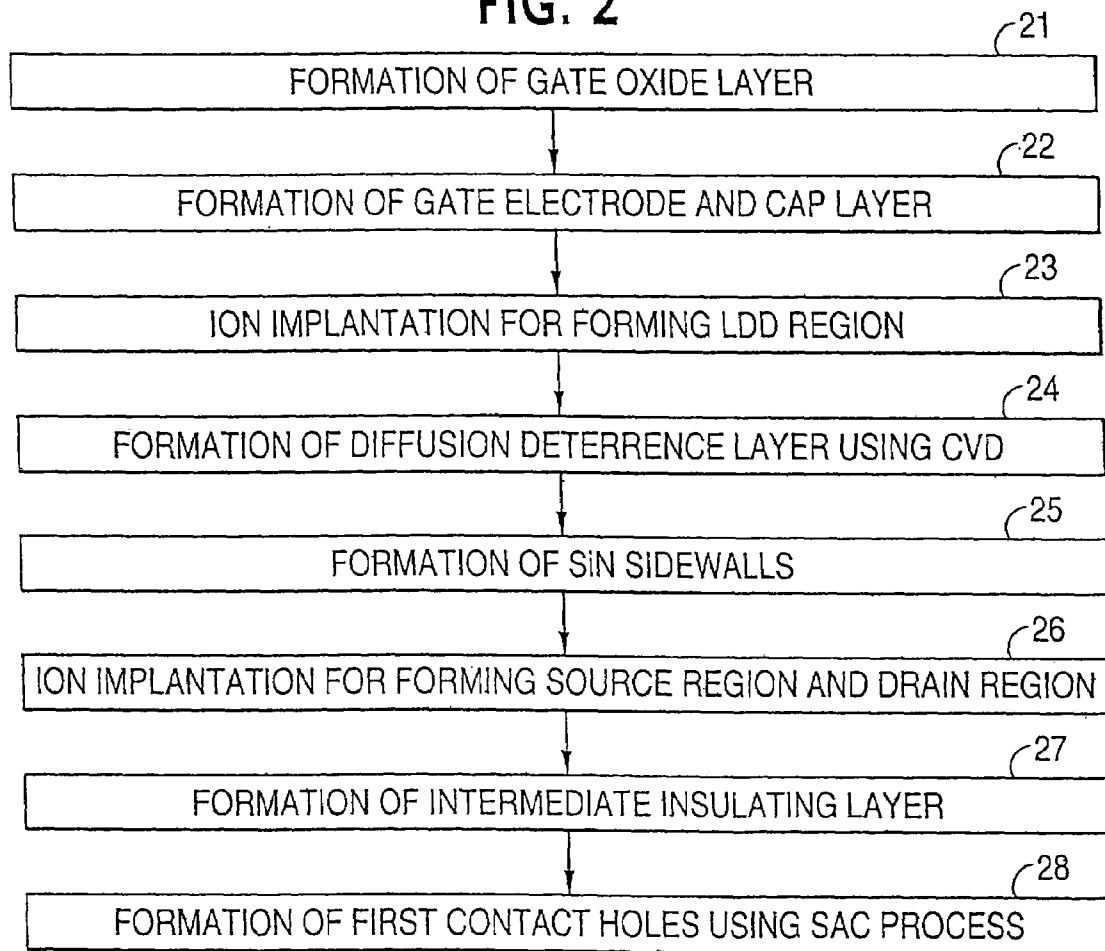 FIG. 2
21
FORMATION OF GATE OXIDE LAYER
22
FORMATION OF GATE ELECTRODE AND CAP LAYER
23
ION IMPLANTATION FOR FORMING LDD REGION
24
FORMATION OF DIFFUSION DETERRENCE LAYER USING CVD
25
FORMATION OF SiN SIDEWALLS
26
ION IMPLANTATION FOR FORMING SOURCE REGION AND DRAIN REGION
27
FORMATION OF INTERMEDIATE INSULATING LAYER
28
FORMATION OF FIRST CONTACT HOLES USING SAC PROCESS